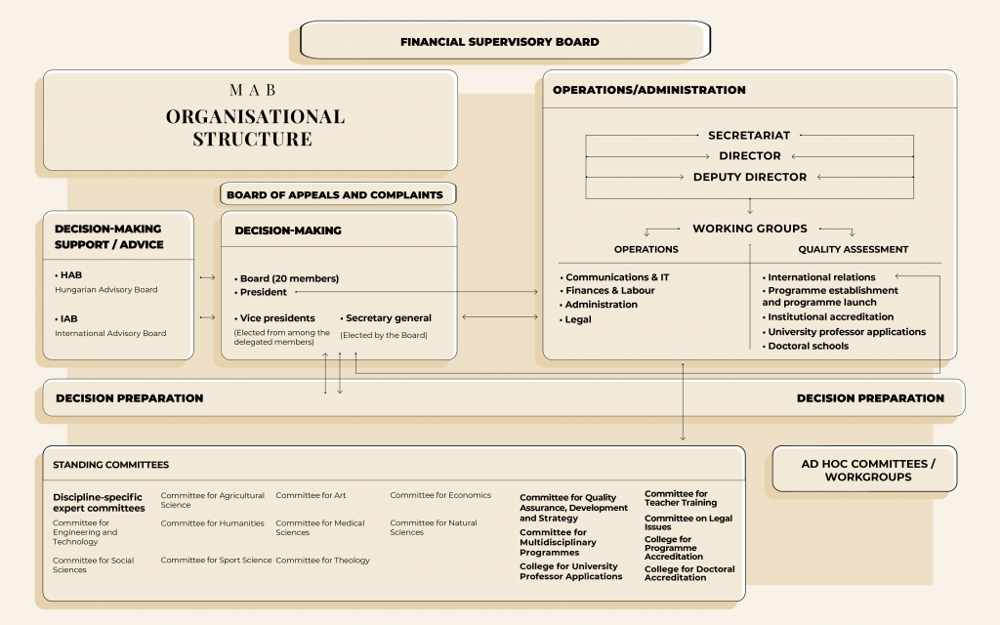 FINANCIAL SUPERVISORY BOARD
MAB
ORGANISATIONAL
STRUCTURE
BOARD OF APPEALS AND COMPLAINTS
DECISION-MAKING
SUPPORT / ADVICE
• HAB
Hungarian Advisory Board
• IAB
International Advisory Board
DECISION-MAKING
• Board (20 members)
• President
• Vice presidents
(Elected from among the
delegated members)
• Secretary general
(Elected by the Board)
OPERATIONS/ADMINISTRATION
SECRETARIAT
DIRECTOR
DEPUTY DIRECTOR
WORKING GROUPS
OPERATIONS
• Communications & IT
• Finances & Labour
• Administration
• Legal
QUALITY ASSESSMENT
• International relations
• Programme establishment
and programme launch
• Institutional accreditation
• University professor applications
• Doctoral schools
DECISION PREPARATION
DECISION PREPARATION
STANDING COMMITTEES
Discipline-specific
expert committees
Committee for
Engineering and
Technology
Committee for Social
Sciences
Committee for Agricultural
Science
Committee for Humanities
Committee for Sport Science
Committee for Art
Committee for Medical
Sciences
Committee for Theology
Committee for Economics
Committee for Natural
Sciences
Committee for Quality
Assurance, Development
and Strategy
Committee for
Multidisciplinary
Programmes
College for University
Professor Applications
Committee for
Teacher Training
Committee on Legal
Issues
College for
Programme
Accreditation
College for Doctoral
Accreditation
AD HOC COMMITTEES /
WORKGROUPS